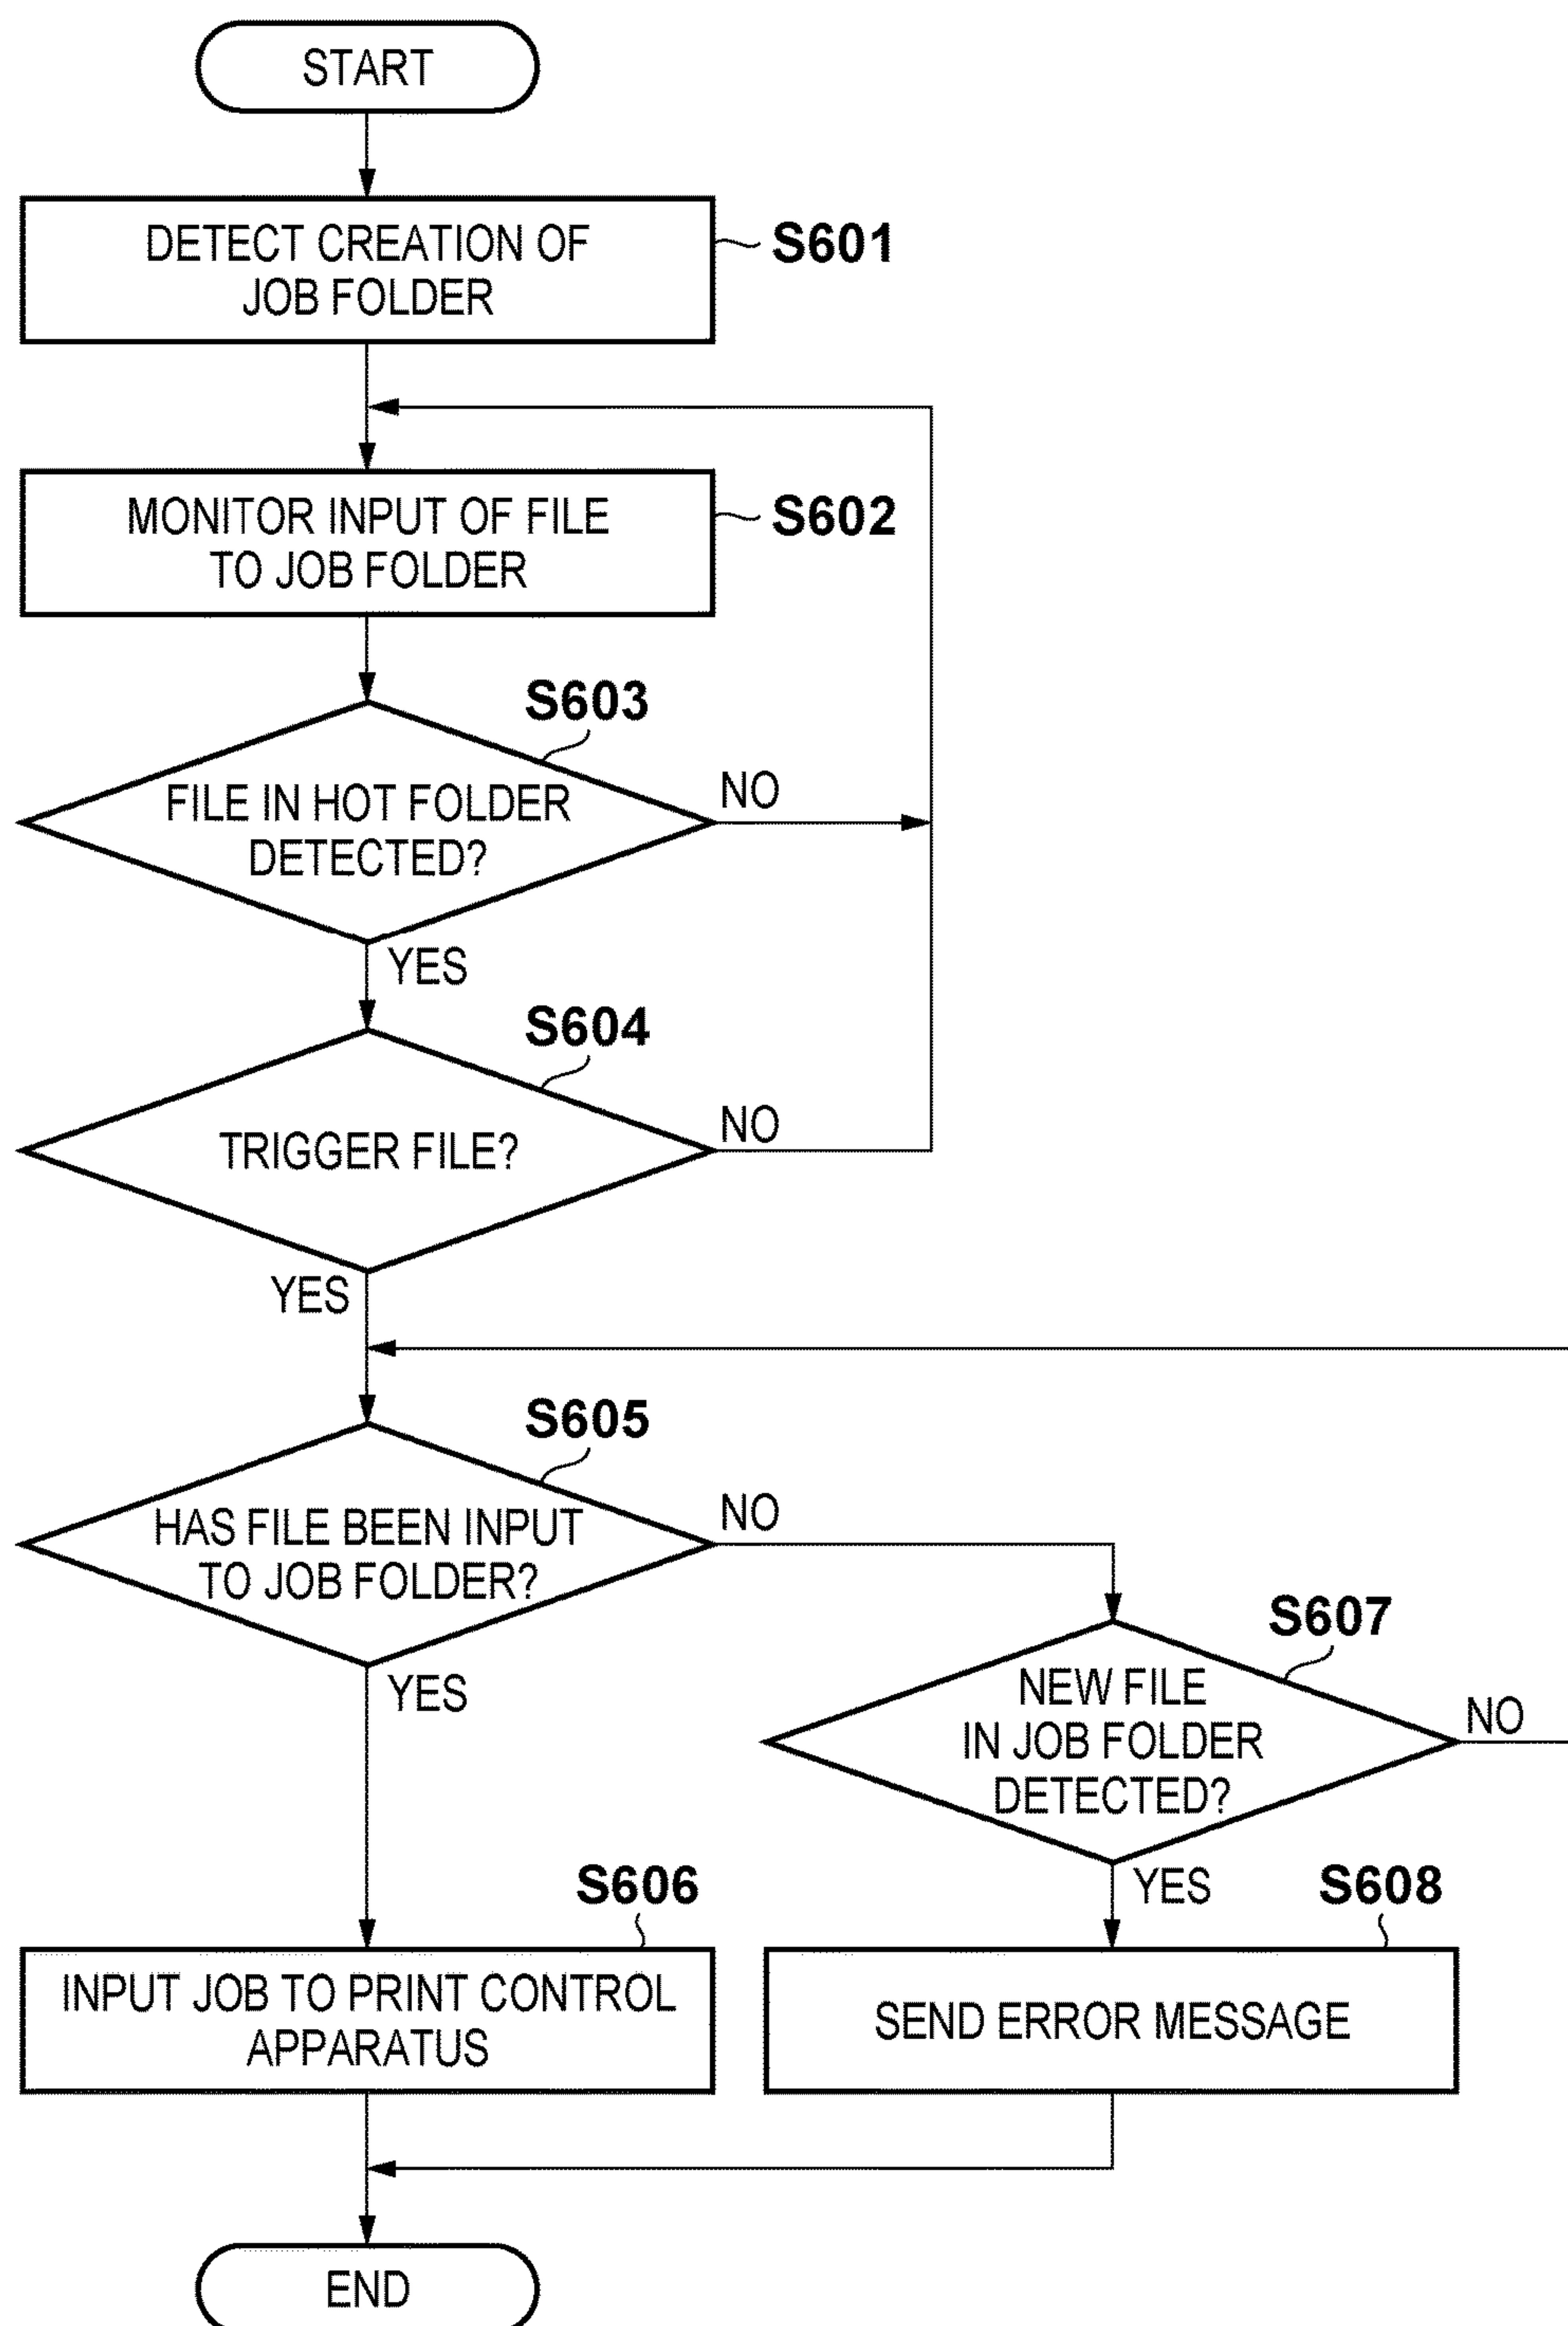 START
DETECT CREATION OF
JOB FOLDER
S601
MONITOR INPUT OF FILE
TO JOB FOLDER
S602
S603
FILE IN HOT FOLDER
DETECTED?
NO
YES
S604
TRIGGER FILE?
NO
YES
S605
HAS FILE BEEN INPUT
TO JOB FOLDER?
NO
YES
S607
NEW FILE
IN JOB FOLDER
DETECTED?
NO
YES
S606
INPUT JOB TO PRINT CONTROL
APPARATUS
S608
SEND ERROR MESSAGE
END